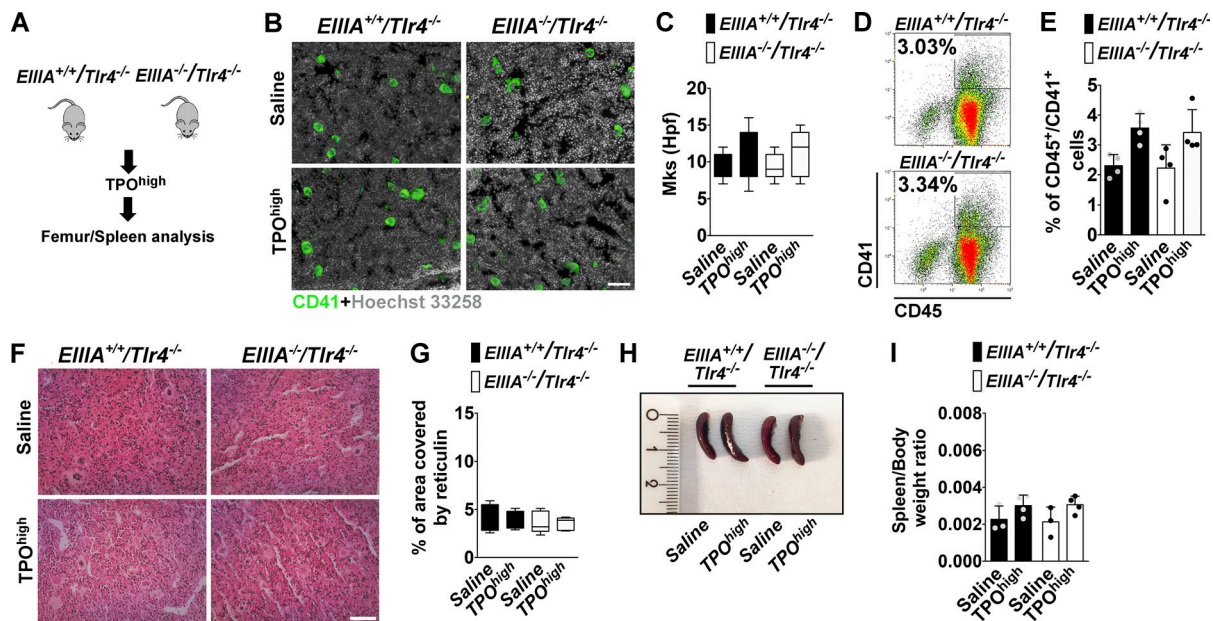 A
EIIIA+/+/Tlr4-/- EIIIA-/-/Tlr4-/-
TPOhigh
Femur/Spleen analysis
B
EIIIA+/+/Tlr4-/- EIIIA-/-/Tlr4-/-
Saline
TPOhigh
CD41+Hoechst 33258
C
EIIIA+/+/Tlr4-/-
EIIIA-/-/Tlr4-/-
Mks (Hpf)
20
15
10
5
0
Saline
TPOhigh
Saline
TPOhigh
D
EIIIA+/+/Tlr4-/-
3.03%
EIIIA-/-/Tlr4-/-
3.34%
CD41
CD45
E
EIIIA+/+/Tlr4-/-
EIIIA-/-/Tlr4-/-
% of CD45+/CD41+
cells
5
4
3
2
1
0
Saline
TPOhigh
Saline
TPOhigh
F
EIIIA+/+/Tlr4-/- EIIIA-/-/Tlr4-/-
Saline
TPOhigh
G
EIIIA+/+/Tlr4-/-
EIIIA-/-/Tlr4-/-
% of area covered
by reticulin
15
10
5
0
Saline
TPOhigh
Saline
TPOhigh
H
EIIIA+/+/ EIIIA-/-/
Tlr4-/- Tlr4-/-
0
1
2
Saline
TPOhigh
Saline
TPOhigh
I
EIIIA+/+/Tlr4-/-
EIIIA-/-/Tlr4-/-
Spleen/Body
weight ratio
0.008
0.006
0.004
0.002
0.000
Saline
TPOhigh
Saline
TPOhigh